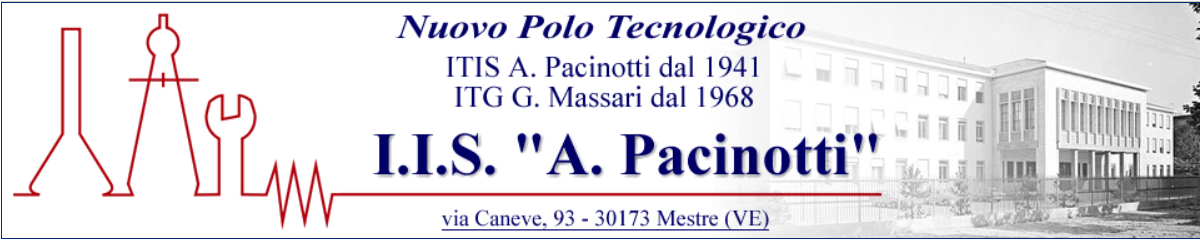 Nuovo Polo Tecnologico
ITIS A. Pacinotti dal 1941
ITG G. Massari dal 1968
I.I.S. "A. Pacinotti"
via Caneve, 93 - 30173 Mestre (VE)